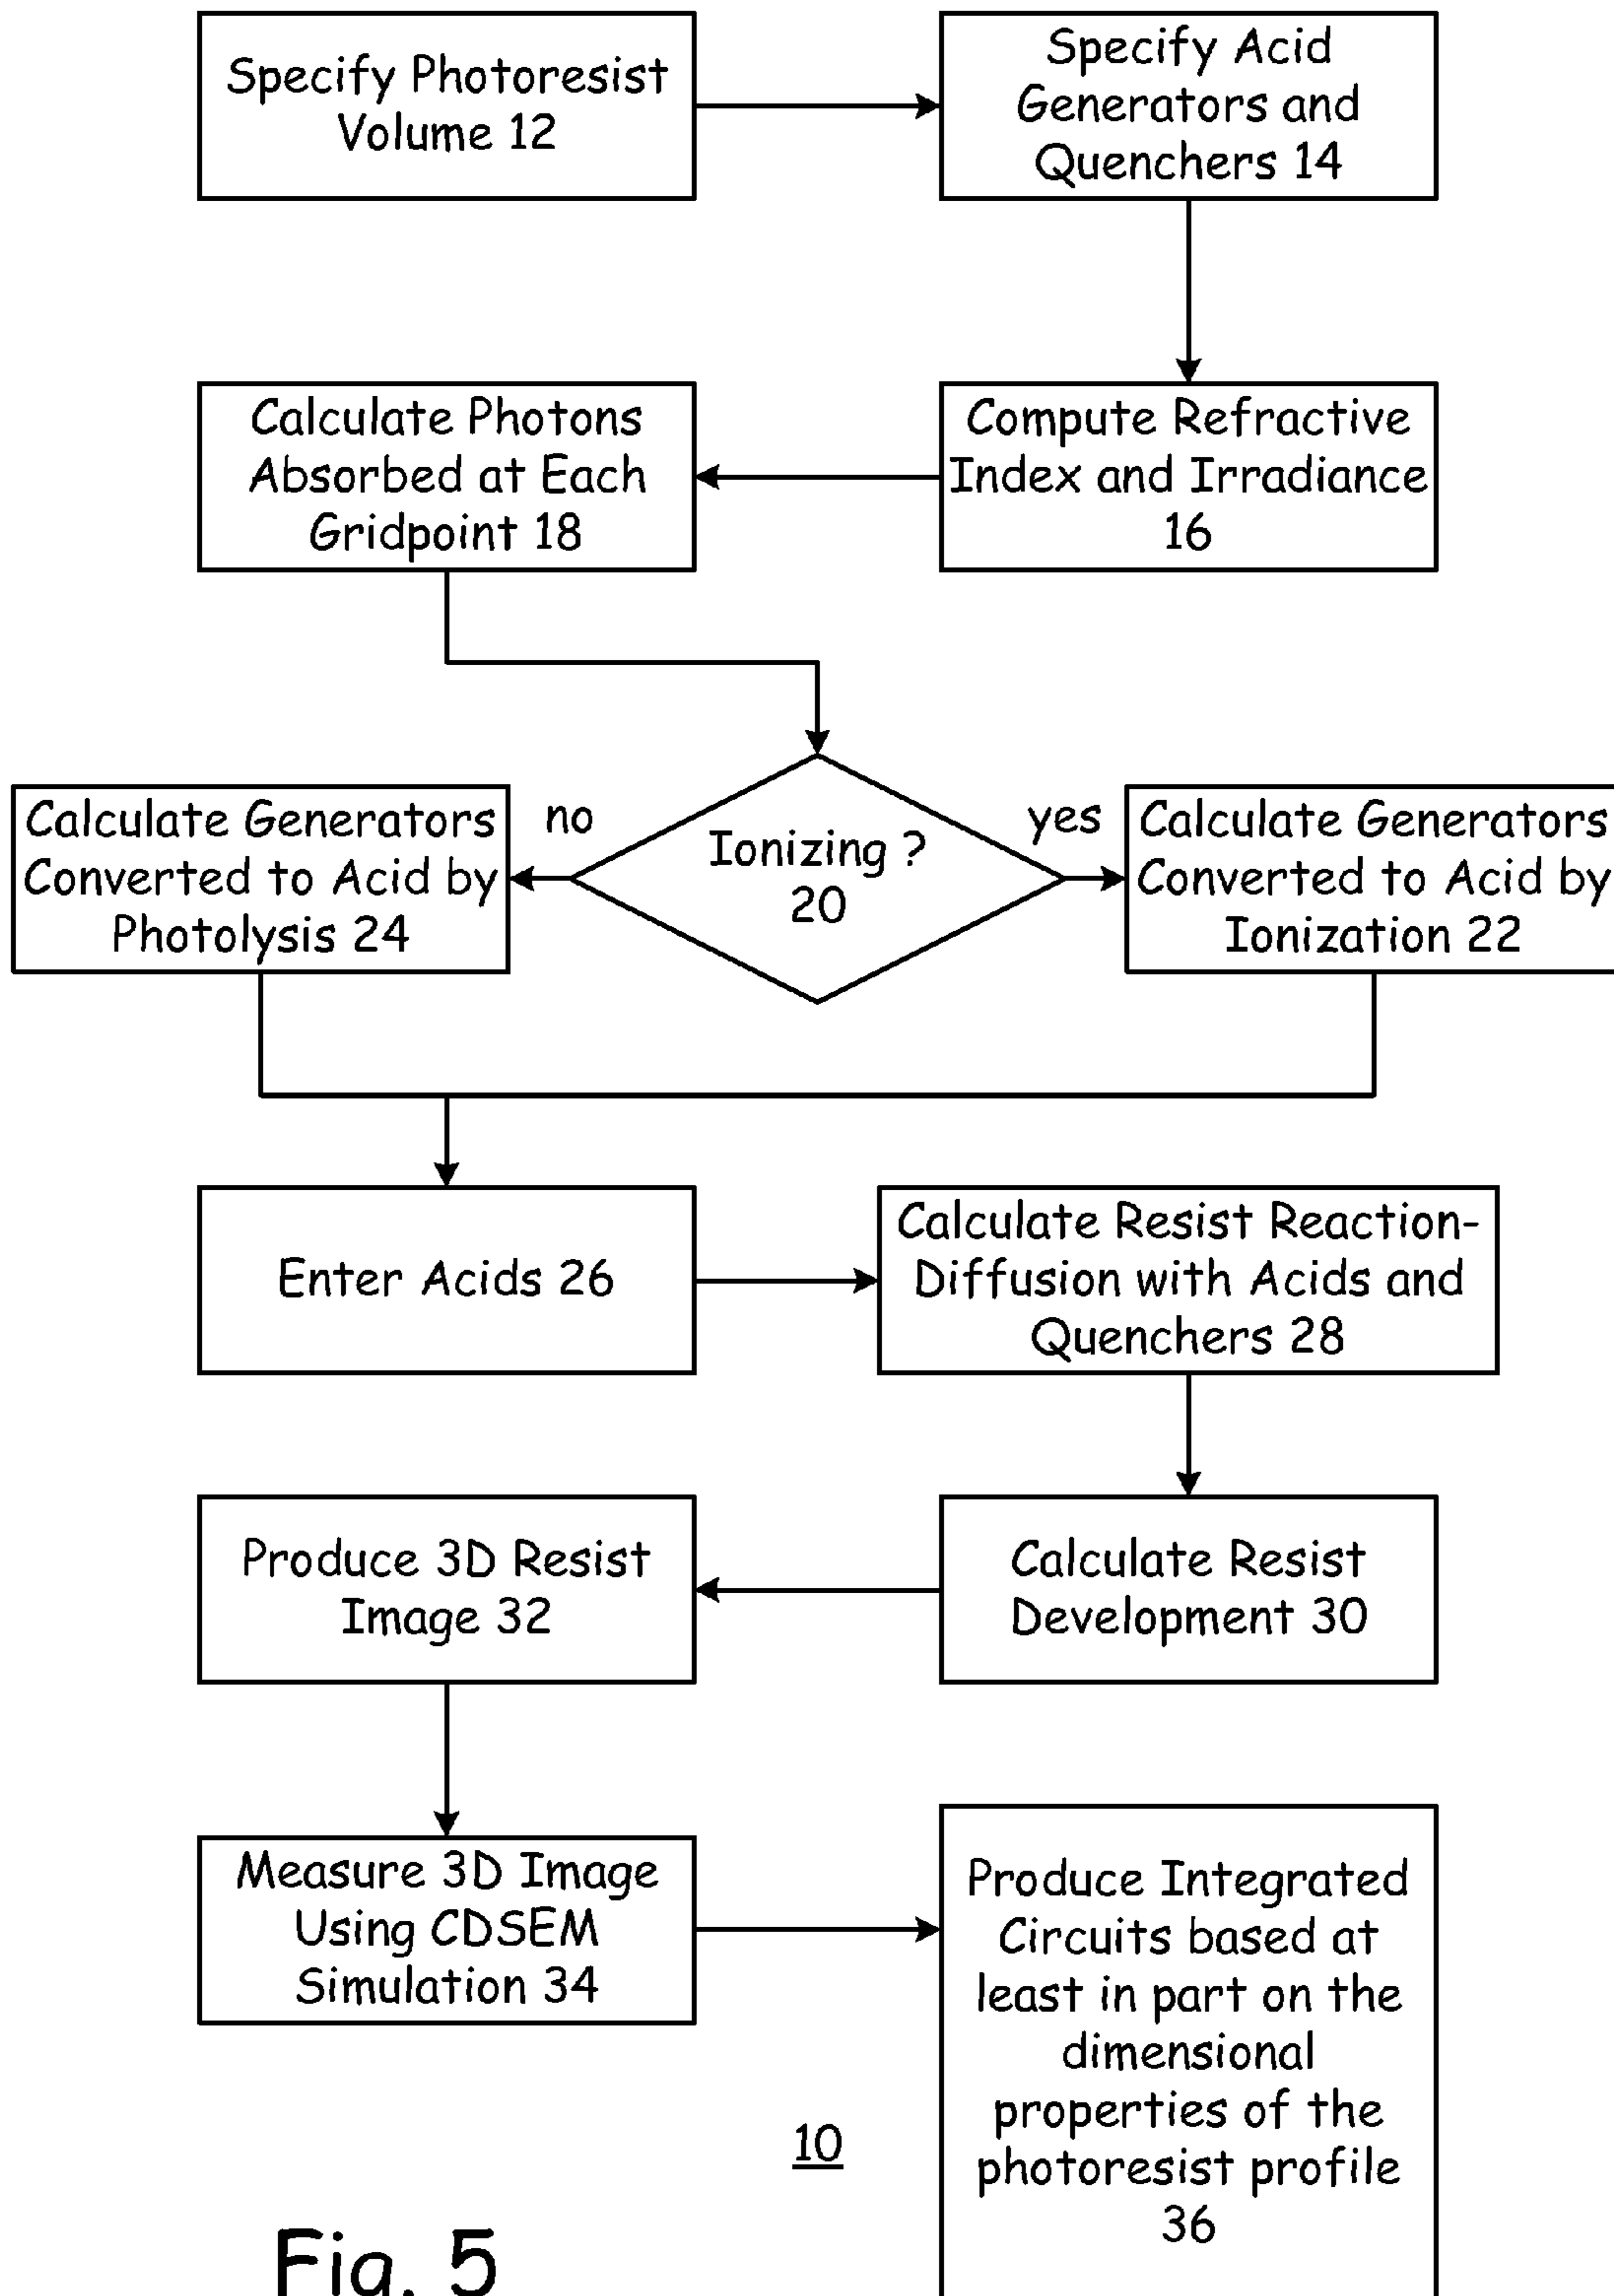 Specify Photoresist
Volume 12
Specify Acid
Generators and
Quenchers 14
Compute Refractive
Index and Irradiance
16
Calculate Photons
Absorbed at Each
Gridpoint 18
Ionizing ?
20
no
yes
Calculate Generators
Converted to Acid by
Photolysis 24
Calculate Generators
Converted to Acid by
Ionization 22
Enter Acids 26
Calculate Resist Reaction-
Diffusion with Acids and
Quenchers 28
Calculate Resist
Development 30
Produce 3D Resist
Image 32
Measure 3D Image
Using CDSEM
Simulation 34
Produce Integrated
Circuits based at
least in part on the
dimensional
properties of the
photoresist profile
36
10
Fig. 5